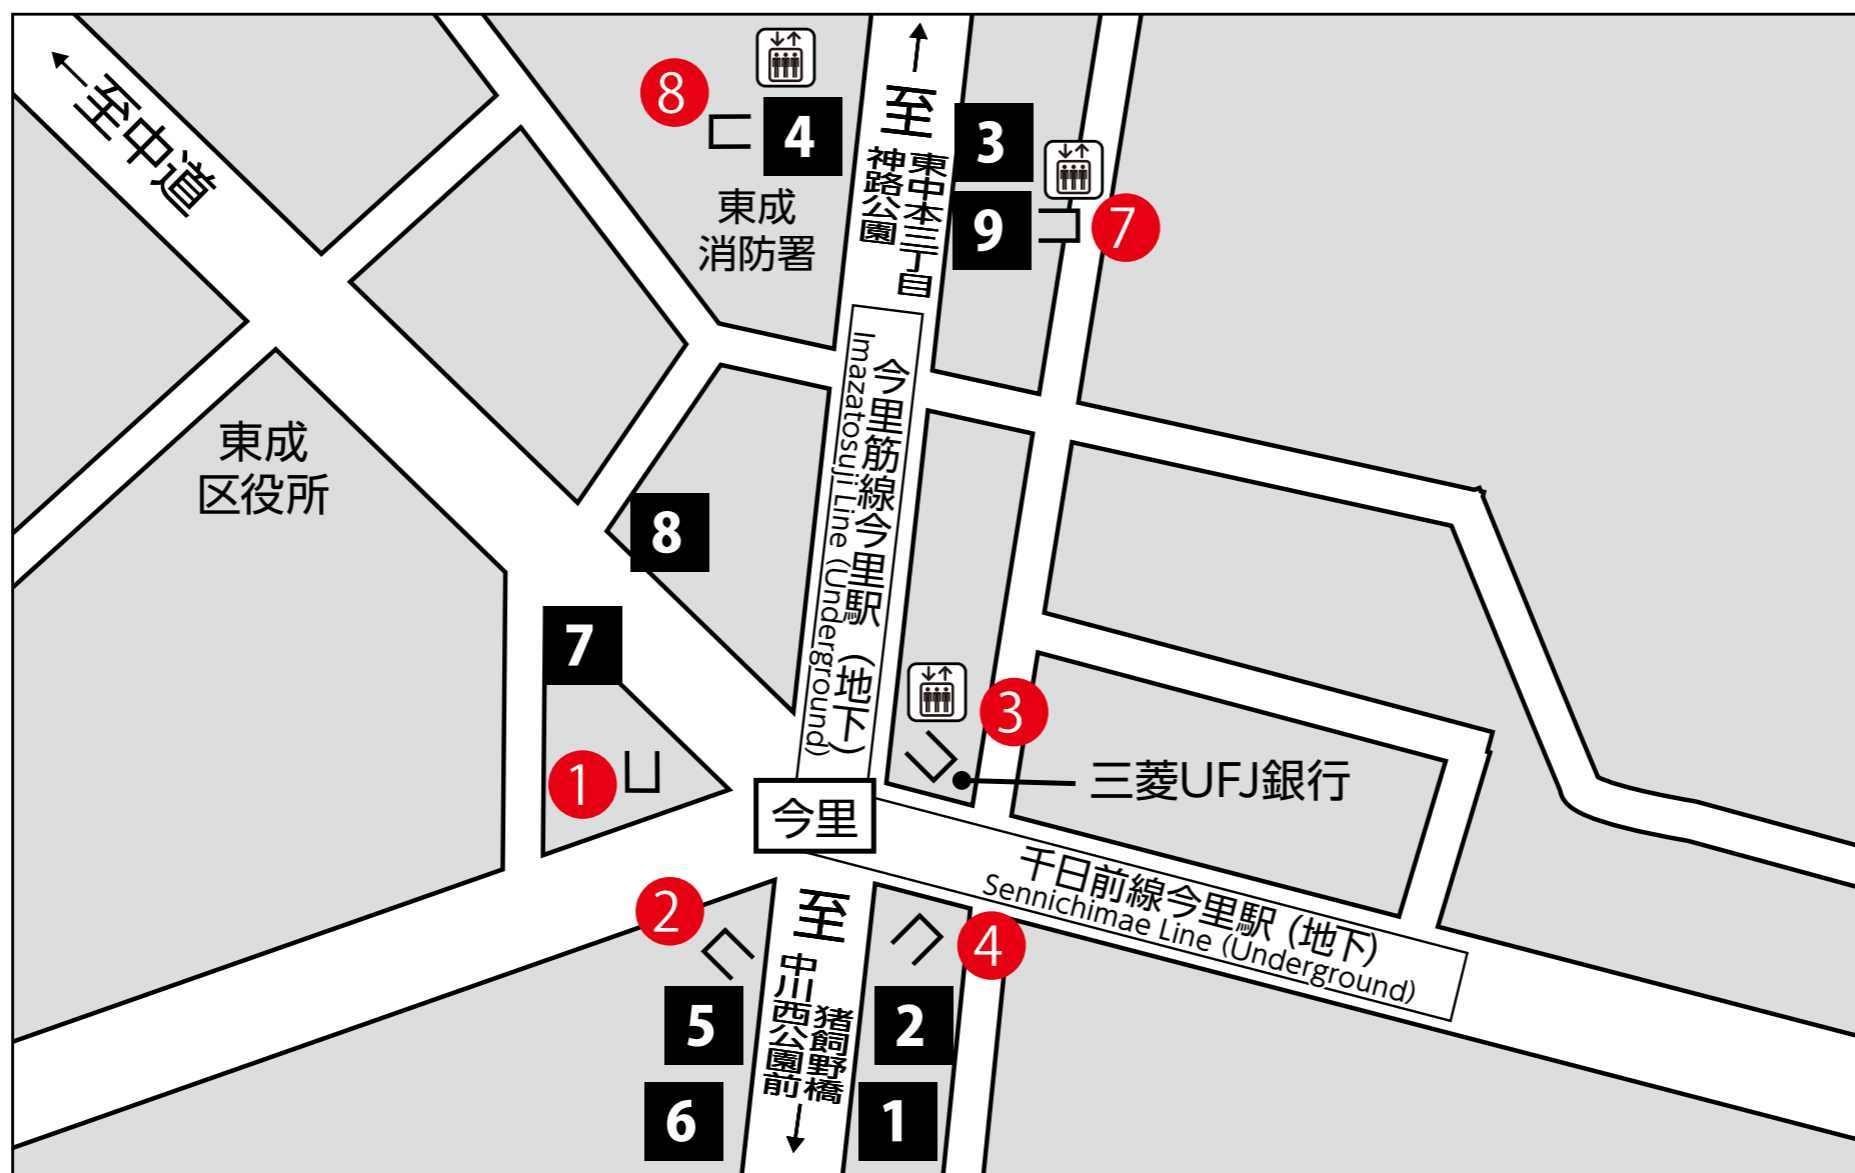 至中道
8
4
東成
消防署
至
東中本三丁目
神路公園
3
9
7
東成
区役所
8
7
1
今里筋線今里駅（地下）
Imazatosuji Line (Underground)
3
三菱UFJ銀行
今里
千日前線今里駅（地下）
Sennichimae Line (Underground)
2
5
6
至
猪飼野橋
中川西公園前
4
2
1